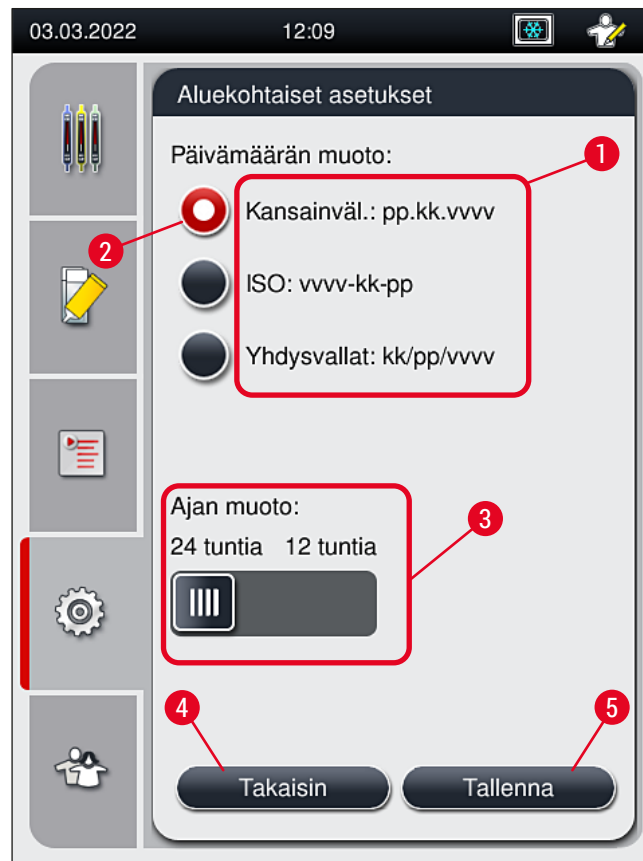 03.03.2022 12:09
Aluekohtaiset asetukset
Päivämäärän muoto:
1
Kansainväl.: pp.kk.vvvv
2
ISO: vvvv-kk-pp
Yhdysvallat: kk/pp/vvvv
Ajan muoto:
3
24 tuntia 12 tuntia
4
5
Takaisin
Tallenna